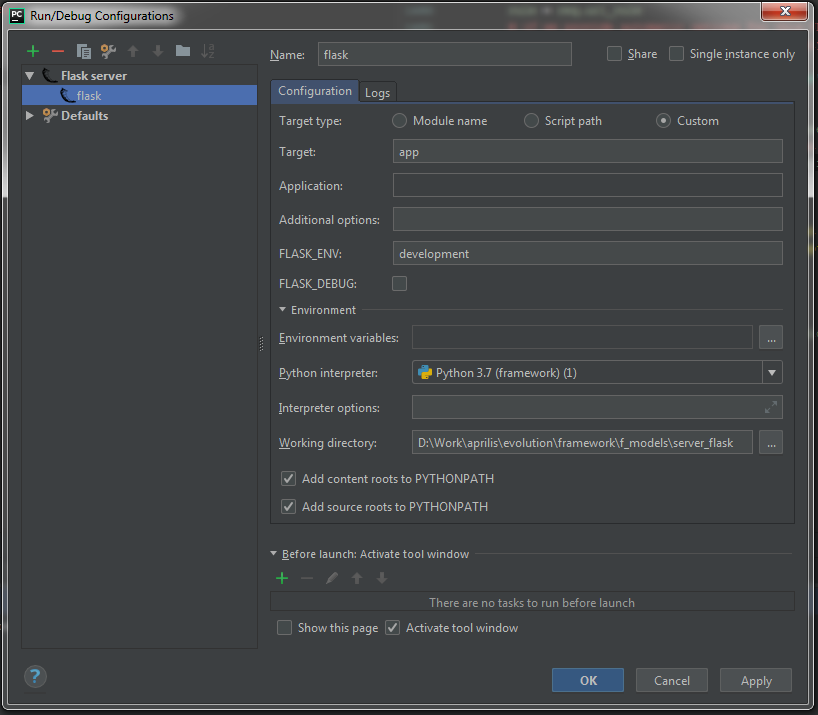 PC Run/Debug Configurations
Name: flask Share Single instance only
Flask server
flask
Defaults
Configuration Logs
Target type: Module name Script path Custom
Target: app
Application:
Additional options:
FLASK_ENV: development
FLASK_DEBUG:
Environment
Environment variables: ...
Python interpreter: Python 3.7 (framework) (1)
Interpreter options:
Working directory: D:\Work\aprilis\evolution\framework\f_models\server_flask ...
Add content roots to PYTHONPATH
Add source roots to PYTHONPATH
Before launch: Activate tool window
There are no tasks to run before launch
Show this page Activate tool window
? OK Cancel Apply